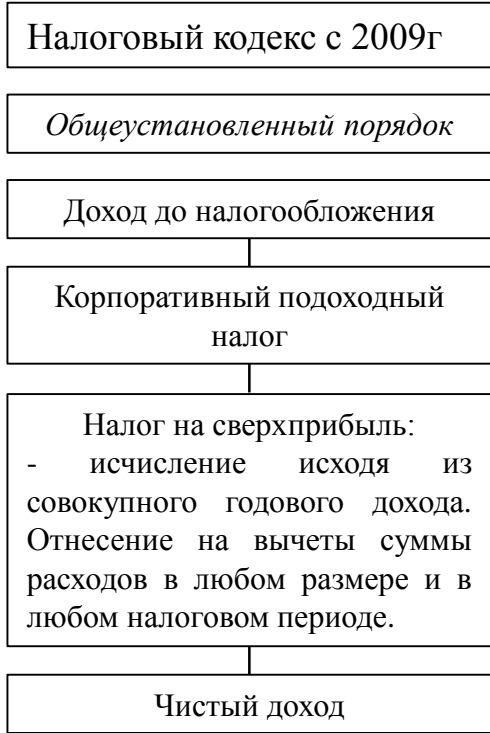 Налоговый кодекс с 2009г
Общеустановленный порядок
Доход до налогообложения
Корпоративный подоходный
налог
Налог на сверхприбыль:
- исчисление исходя из
совокупного годового дохода.
Отнесение на вычеты суммы
расходов в любом размере и в
любом налоговом периоде.
Чистый доход